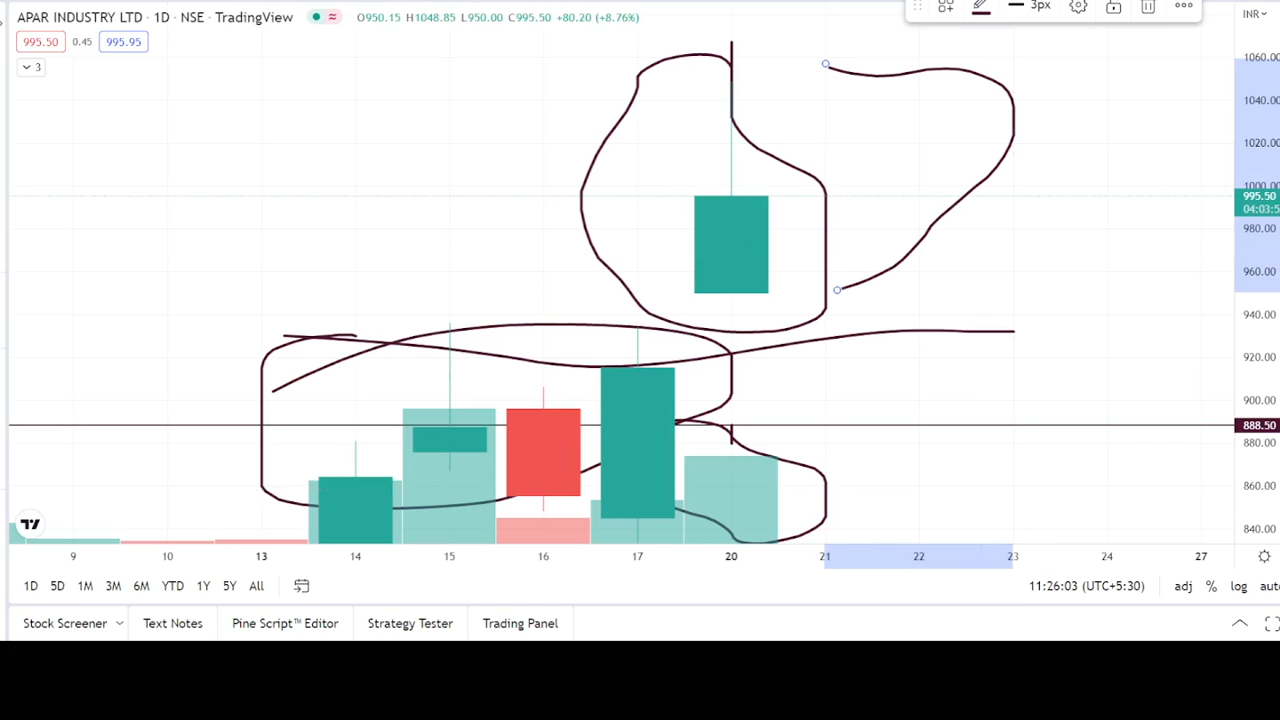 APAR INDUSTRY LTD · 1D · NSE · TradingView O950.15 H1048.85 L950.00 C995.50 +80.20 (+8.76%)
3px
INR
995.50 0.45 995.95
3
1060.00
1040.00
1020.00
1000.00
995.50
04:03:5
980.00
960.00
940.00
920.00
900.00
888.50
880.00
860.00
840.00
9 10 13 14 15 16 17 20 21 22 23 24 27
1D 5D 1M 3M 6M YTD 1Y 5Y All 11:26:03 (UTC+5:30) adj % log auto
Stock Screener Text Notes Pine Script™ Editor Strategy Tester Trading Panel